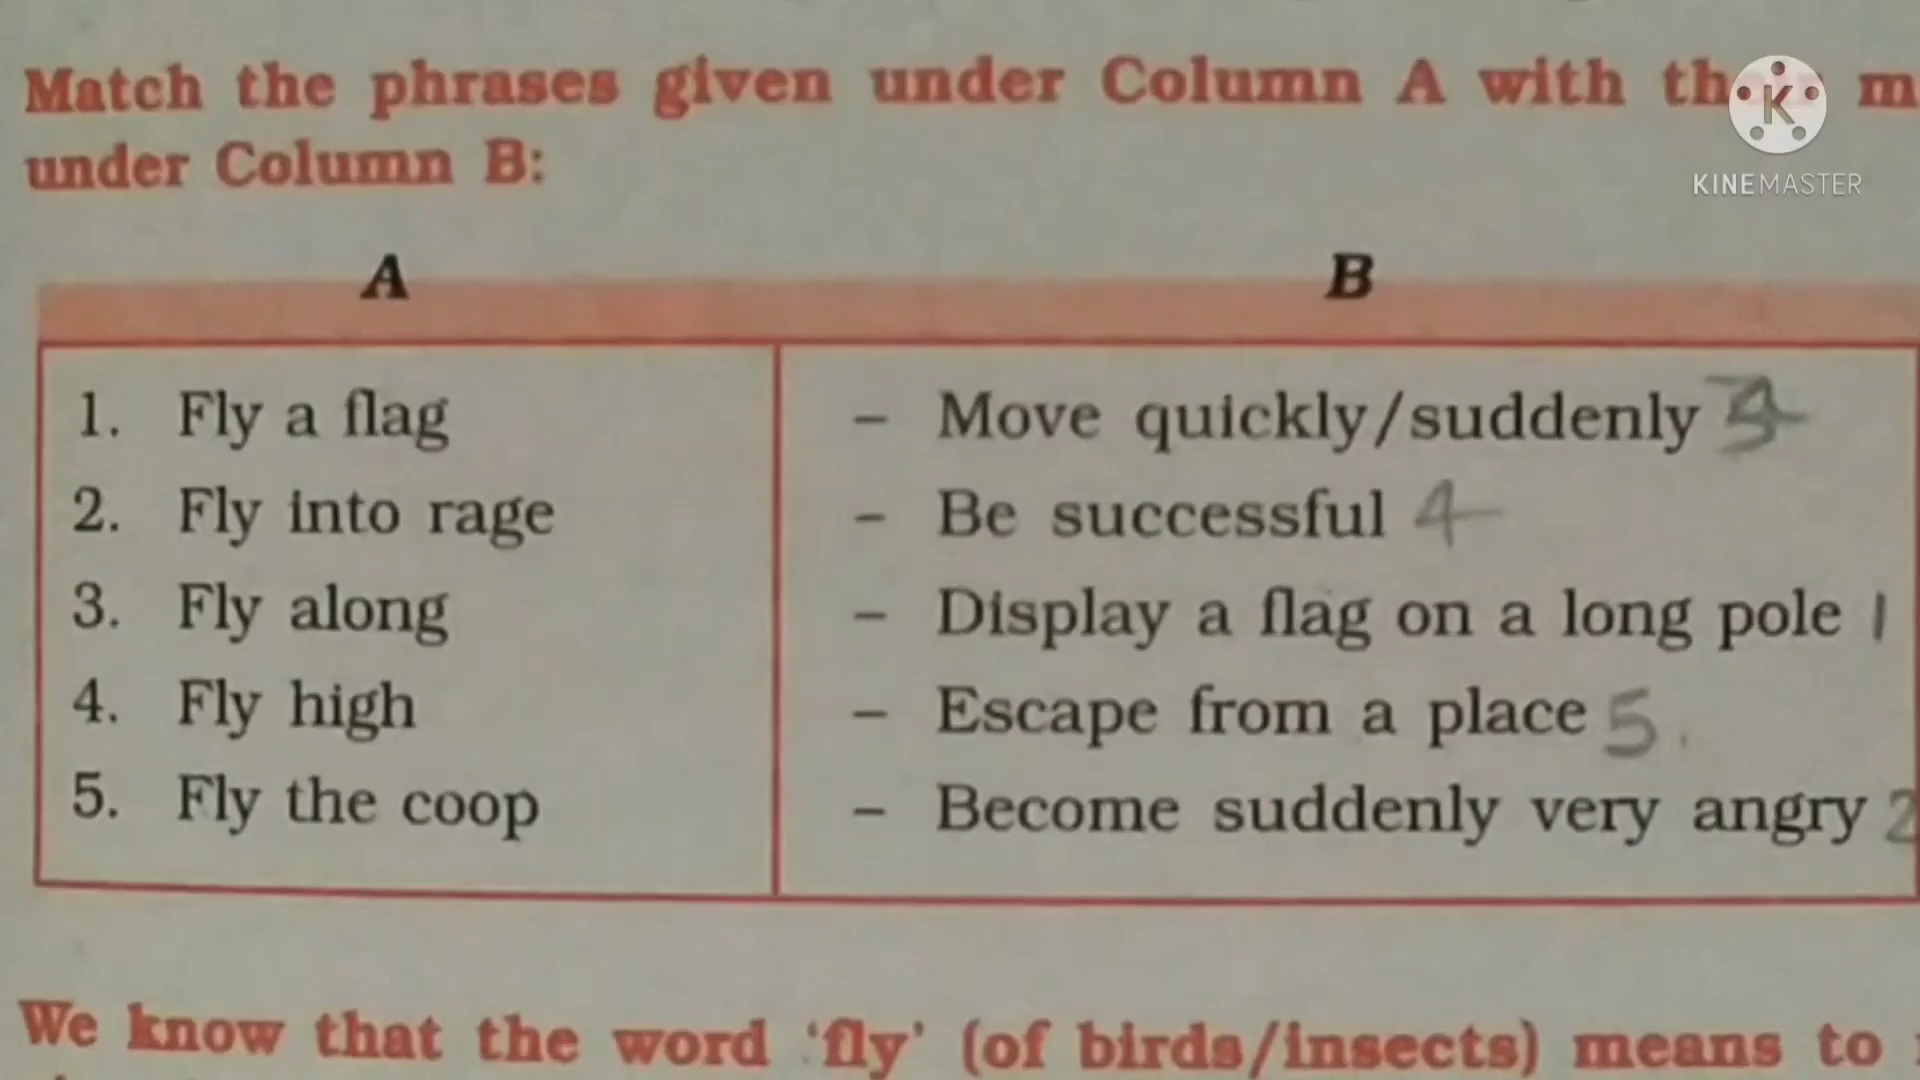 Match the phrases given under Column A with their m
under Column B:
KINEMASTER
A B
1. Fly a flag – Move quickly/suddenly 3
2. Fly into rage – Be successful 4
3. Fly along – Display a flag on a long pole 1
4. Fly high – Escape from a place 5.
5. Fly the coop – Become suddenly very angry 2
We know that the word ‘fly’ (of birds/insects) means to